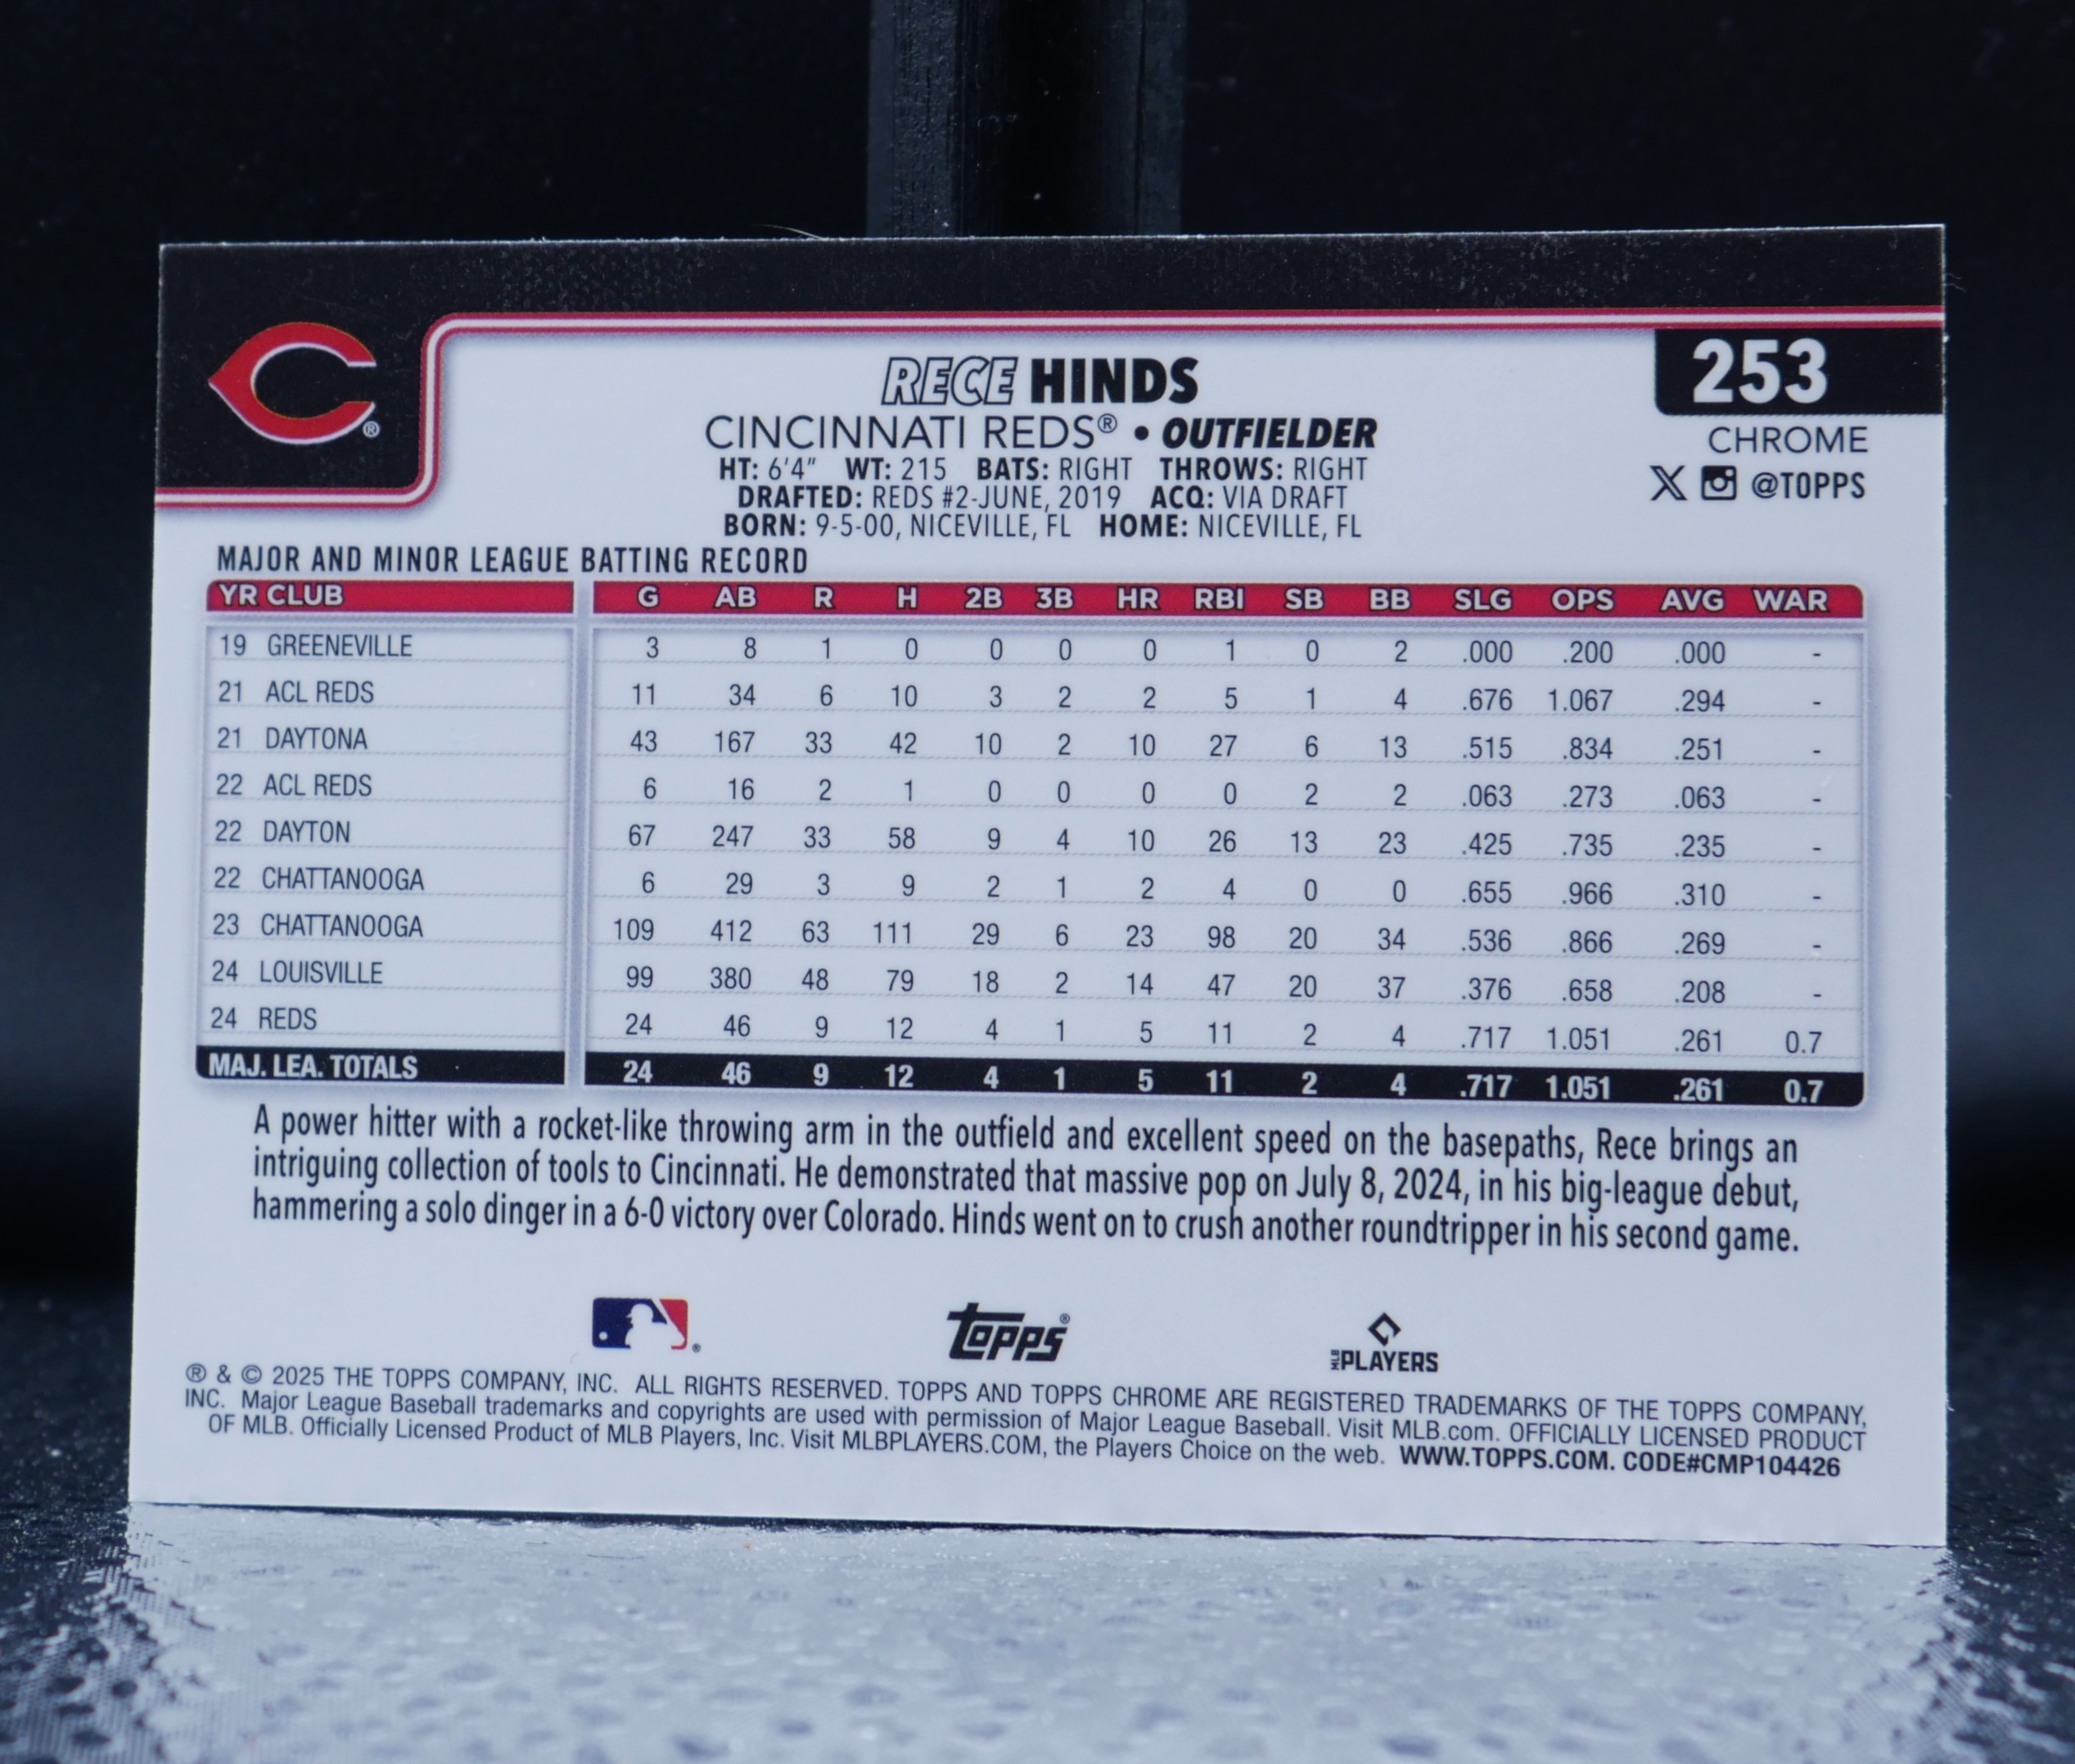 RECE HINDS
253
CINCINNATI REDS® • OUTFIELDER
CHROME
HT: 6'4" WT: 215 BATS: RIGHT THROWS: RIGHT
@TOPPS
DRAFTED: REDS #2-JUNE, 2019 ACQ: VIA DRAFT
BORN: 9-5-00, NICEVILLE, FL HOME: NICEVILLE, FL
MAJOR AND MINOR LEAGUE BATTING RECORD
YR CLUB G AB R H 2B 3B HR RBI SB BB SLG OPS AVG WAR
19 GREENEVILLE 3 8 1 0 0 0 0 1 0 2 .000 .200 .000 -
21 ACL REDS 11 34 6 10 3 2 2 5 1 4 .676 1.067 .294 -
21 DAYTONA 43 167 33 42 10 2 10 27 6 13 .515 .834 .251 -
22 ACL REDS 6 16 2 1 0 0 0 0 2 2 .063 .273 .063 -
22 DAYTON 67 247 33 58 9 4 10 26 13 23 .425 .735 .235 -
22 CHATTANOOGA 6 29 3 9 2 1 2 4 0 0 .655 .966 .310 -
23 CHATTANOOGA 109 412 63 111 29 6 23 98 20 34 .536 .866 .269 -
24 LOUISVILLE 99 380 48 79 18 2 14 47 20 37 .376 .658 .208 -
24 REDS 24 46 9 12 4 1 5 11 2 4 .717 1.051 .261 0.7
MAJ. LEA. TOTALS 24 46 9 12 4 1 5 11 2 4 .717 1.051 .261 0.7
A power hitter with a rocket-like throwing arm in the outfield and excellent speed on the basepaths, Rece brings an
intriguing collection of tools to Cincinnati. He demonstrated that massive pop on July 8, 2024, in his big-league debut,
hammering a solo dinger in a 6-0 victory over Colorado. Hinds went on to crush another roundtripper in his second game.
topps®
MLB PLAYERS
® & © 2025 THE TOPPS COMPANY, INC. ALL RIGHTS RESERVED. TOPPS AND TOPPS CHROME ARE REGISTERED TRADEMARKS OF THE TOPPS COMPANY,
INC. Major League Baseball trademarks and copyrights are used with permission of Major League Baseball. Visit MLB.com. OFFICIALLY LICENSED PRODUCT
OF MLB. Officially Licensed Product of MLB Players, Inc. Visit MLBPLAYERS.COM, the Players Choice on the web. WWW.TOPPS.COM. CODE#CMP104426